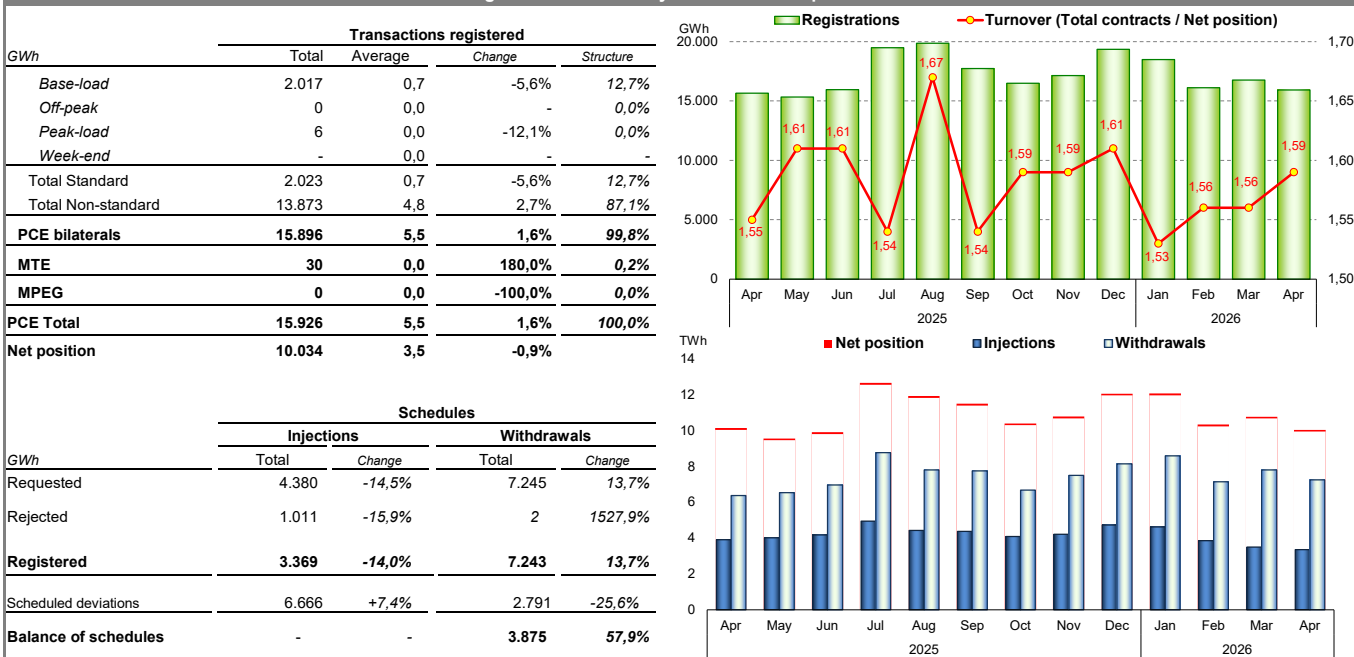 Transactions registered
GWh Total Average Change Structure
Base-load 2.017 0,7 -5,6% 12,7%
Off-peak 0 0,0 - 0,0%
Peak-load 6 0,0 -12,1% 0,0%
Week-end - 0,0 - -
Total Standard 2.023 0,7 -5,6% 12,7%
Total Non-standard 13.873 4,8 2,7% 87,1%
PCE bilaterals 15.896 5,5 1,6% 99,8%
MTE 30 0,0 180,0% 0,2%
MPEG 0 0,0 -100,0% 0,0%
PCE Total 15.926 5,5 1,6% 100,0%
Net position 10.034 3,5 -0,9%
Schedules
Injections Withdrawals
GWh Total Change Total Change
Requested 4.380 -14,5% 7.245 13,7%
Rejected 1.011 -15,9% 2 1527,9%
Registered 3.369 -14,0% 7.243 13,7%
Scheduled deviations 6.666 +7,4% 2.791 -25,6%
Balance of schedules - - 3.875 57,9%
Registrations Turnover (Total contracts / Net position)
GWh
20.000 1,70
15.000 1,65
10.000 1,60
5.000 1,55
0 1,50
1,55 1,61 1,61 1,54 1,67 1,54 1,59 1,59 1,61 1,53 1,56 1,56 1,59
Apr May Jun Jul Aug Sep Oct Nov Dec Jan Feb Mar Apr
2025 2026
TWh
Net position Injections Withdrawals
14
12
10
8
6
4
2
0
Apr May Jun Jul Aug Sep Oct Nov Dec Jan Feb Mar Apr
2025 2026